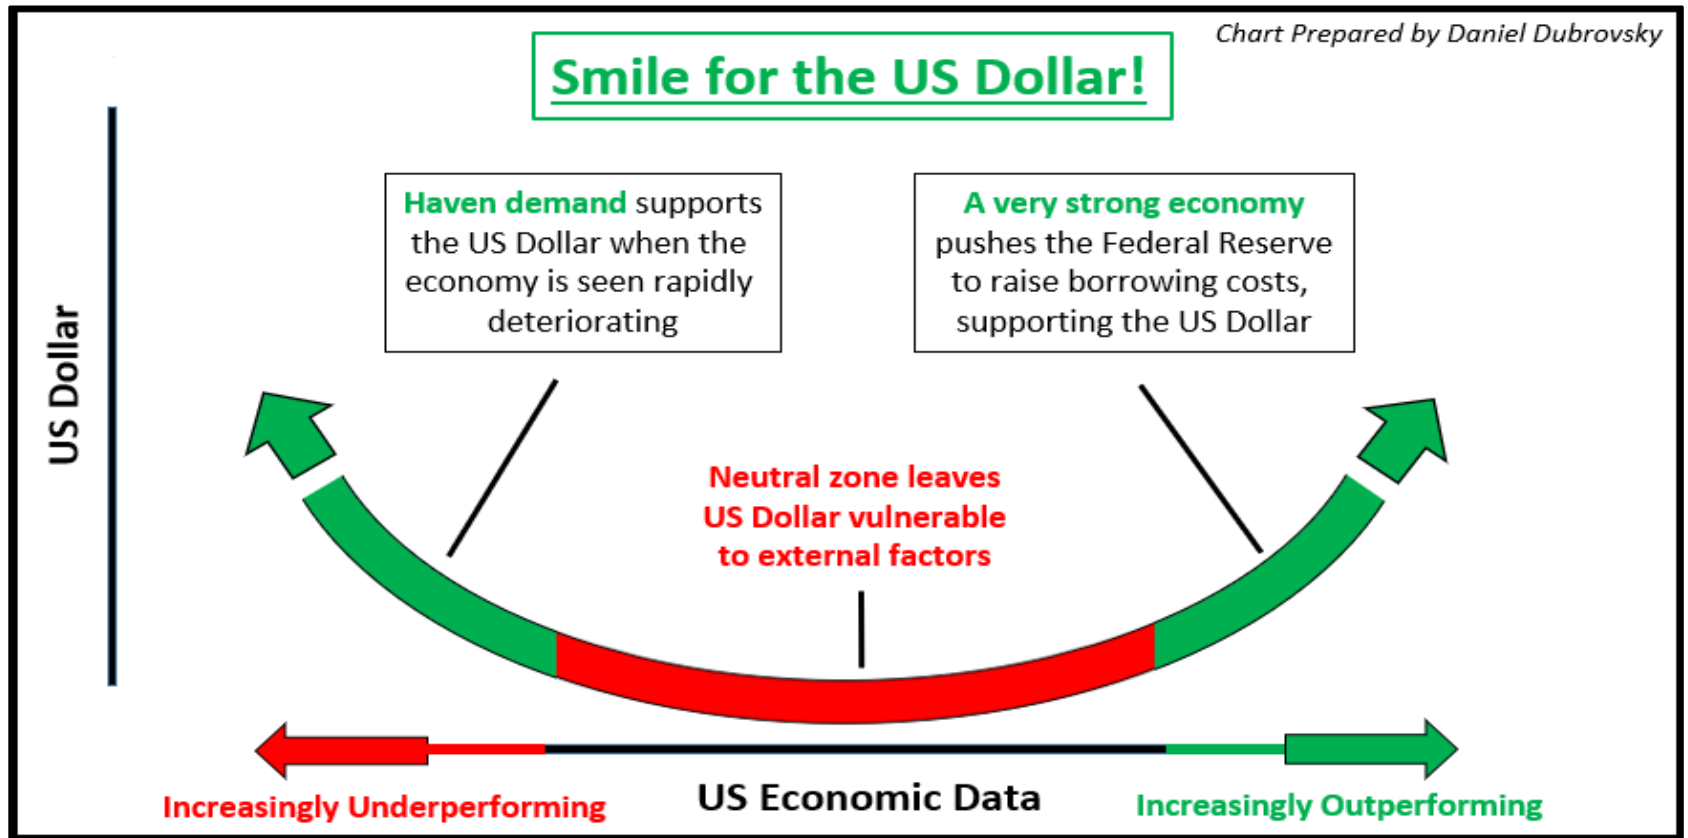 Chart Prepared by Daniel Dubrovsky
Smile for the US Dollar!
Haven demand supports
the US Dollar when the
economy is seen rapidly
deteriorating
A very strong economy
pushes the Federal Reserve
to raise borrowing costs,
supporting the US Dollar
US Dollar
Neutral zone leaves
US Dollar vulnerable
to external factors
Increasingly Underperforming
US Economic Data
Increasingly Outperforming